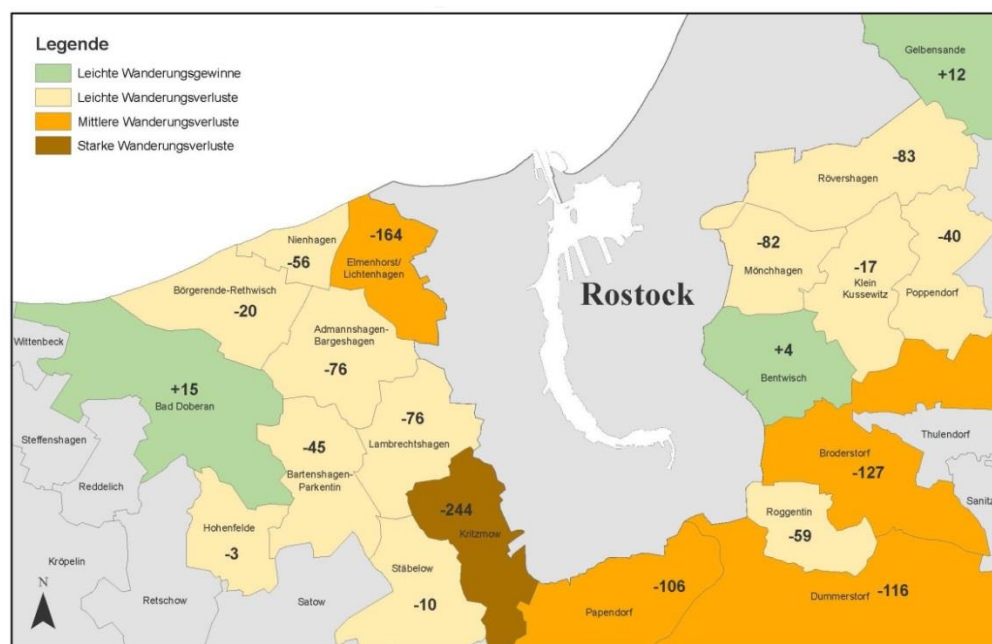 Legende
Leichte Wanderungsgewinne
Leichte Wanderungsverluste
Mittlere Wanderungsverluste
Starke Wanderungsverluste
Gelbensande
+12
-83
Rövershagen
-164
Elmenhorst/
Lichtenhagen
Nienhagen
-56
-82
Mönchhagen
-17
Klein
Kussewitz
-40
Poppendorf
Börgerende-Rethwisch
-20
Rostock
Admannshagen-
Bargeshagen
-76
Wittenbeck
+15
Bad Doberan
+4
Bentwisch
-76
Lambrechtshagen
Steffenshagen
-45
Bartenshagen-
Parkentin
Thulendorf
Broderstorf
-127
Reddelich
Sanitz
-244
Kritzmow
Roggentin
-59
Hohenfelde
-3
Kröpelin
Stäbelow
-10
Retschow
Satow
N
-106
Papendorf
Dummerstorf
-116